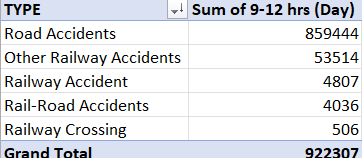 TYPE Sum of 9-12 hrs (Day)
Road Accidents 859444
Other Railway Accidents 53514
Railway Accident 4807
Rail-Road Accidents 4036
Railway Crossing 506
Grand Total 922307